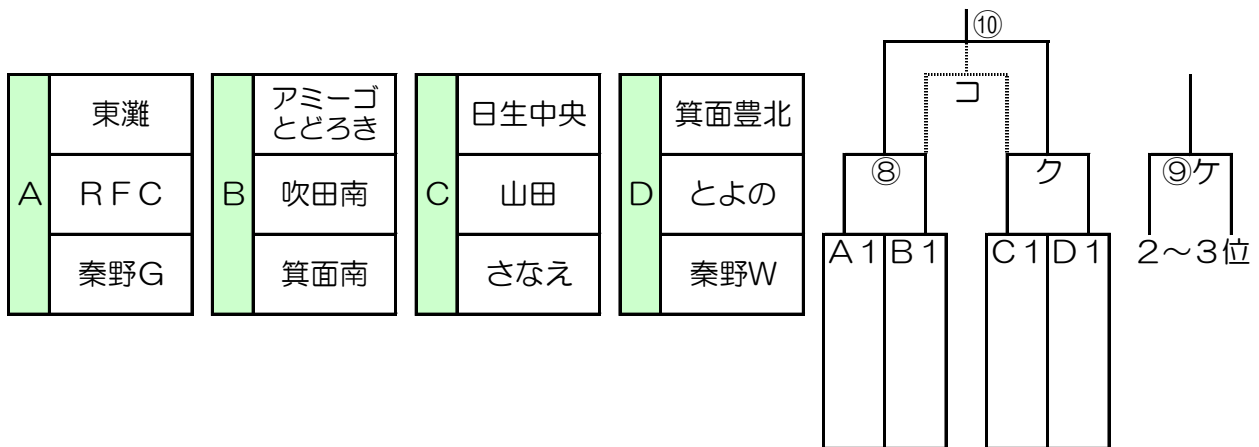 A
東灘
RFC
秦野G
B
アミーゴ
とどろき
吹田南
箕面南
C
日生中央
山田
さなえ
D
箕面豊北
とよの
秦野W
⑩
コ
⑧
ク
⑨ケ
A1
B1
C1
D1
2～3位